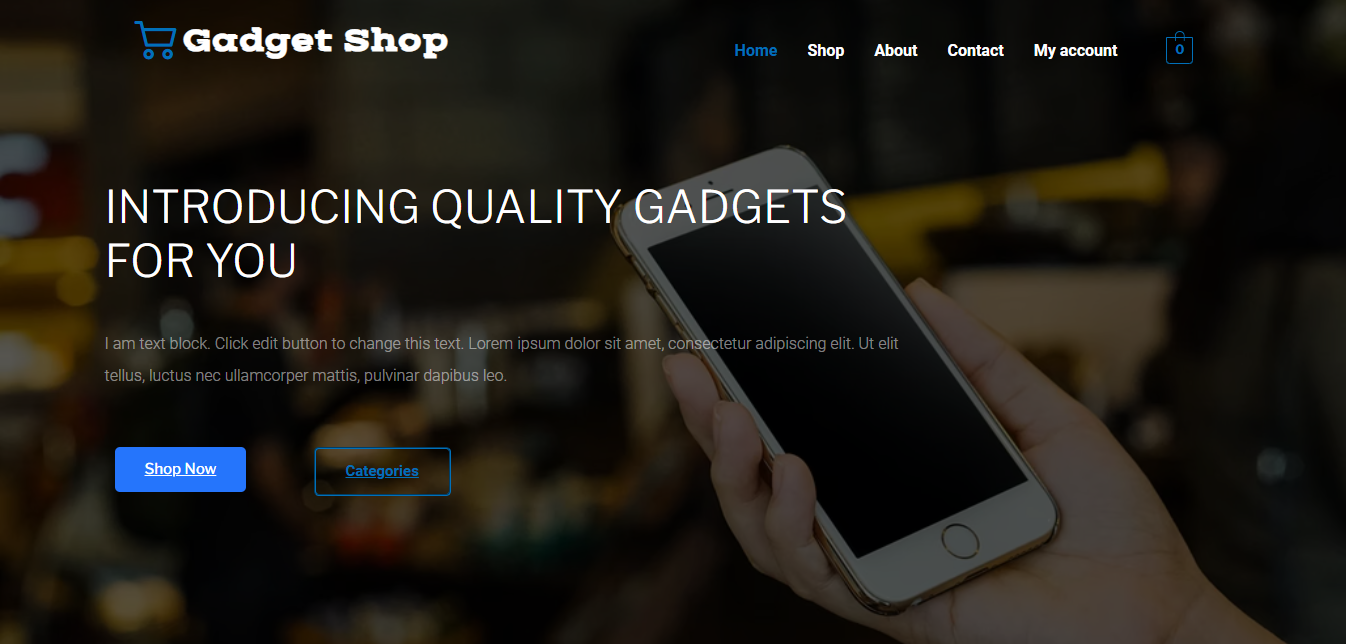 Gadget Shop
Home Shop About Contact My account 0
INTRODUCING QUALITY GADGETS
FOR YOU
I am text block. Click edit button to change this text. Lorem ipsum dolor sit amet, consectetur adipiscing elit. Ut elit
tellus, luctus nec ullamcorper mattis, pulvinar dapibus leo.
Shop Now Categories